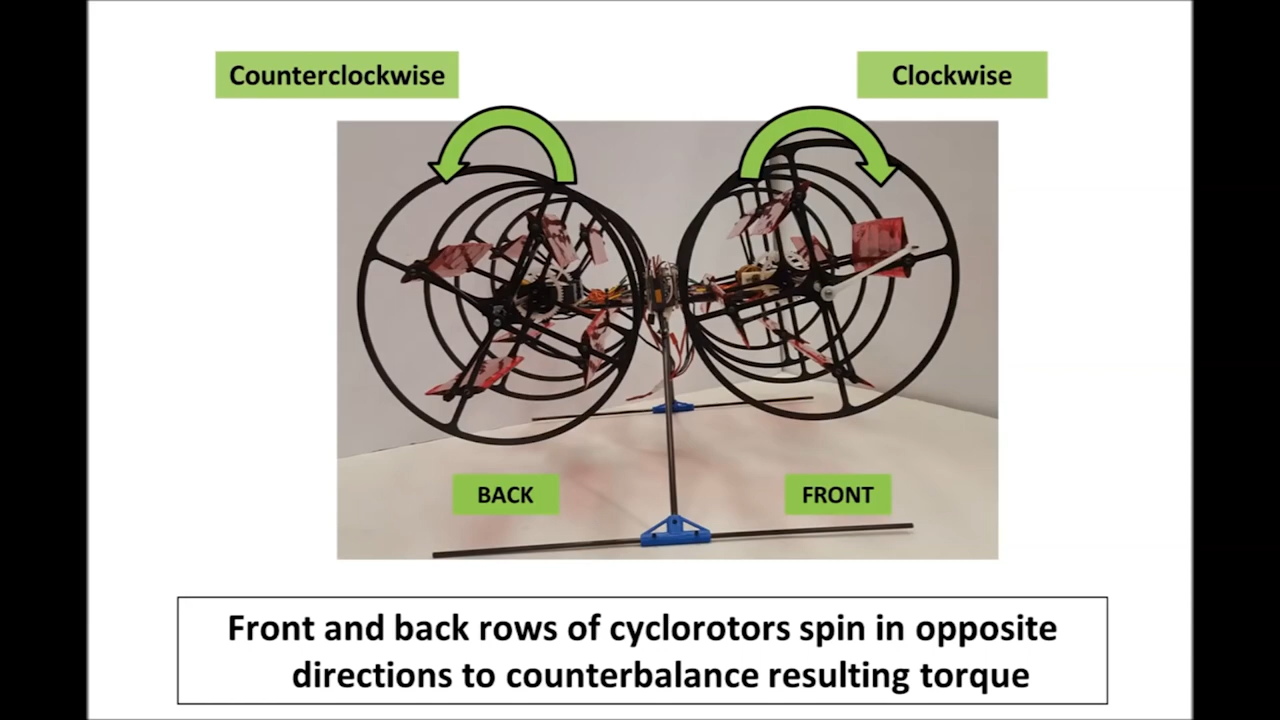 Counterclockwise
Clockwise
BACK
FRONT
Front and back rows of cyclorotors spin in opposite
directions to counterbalance resulting torque